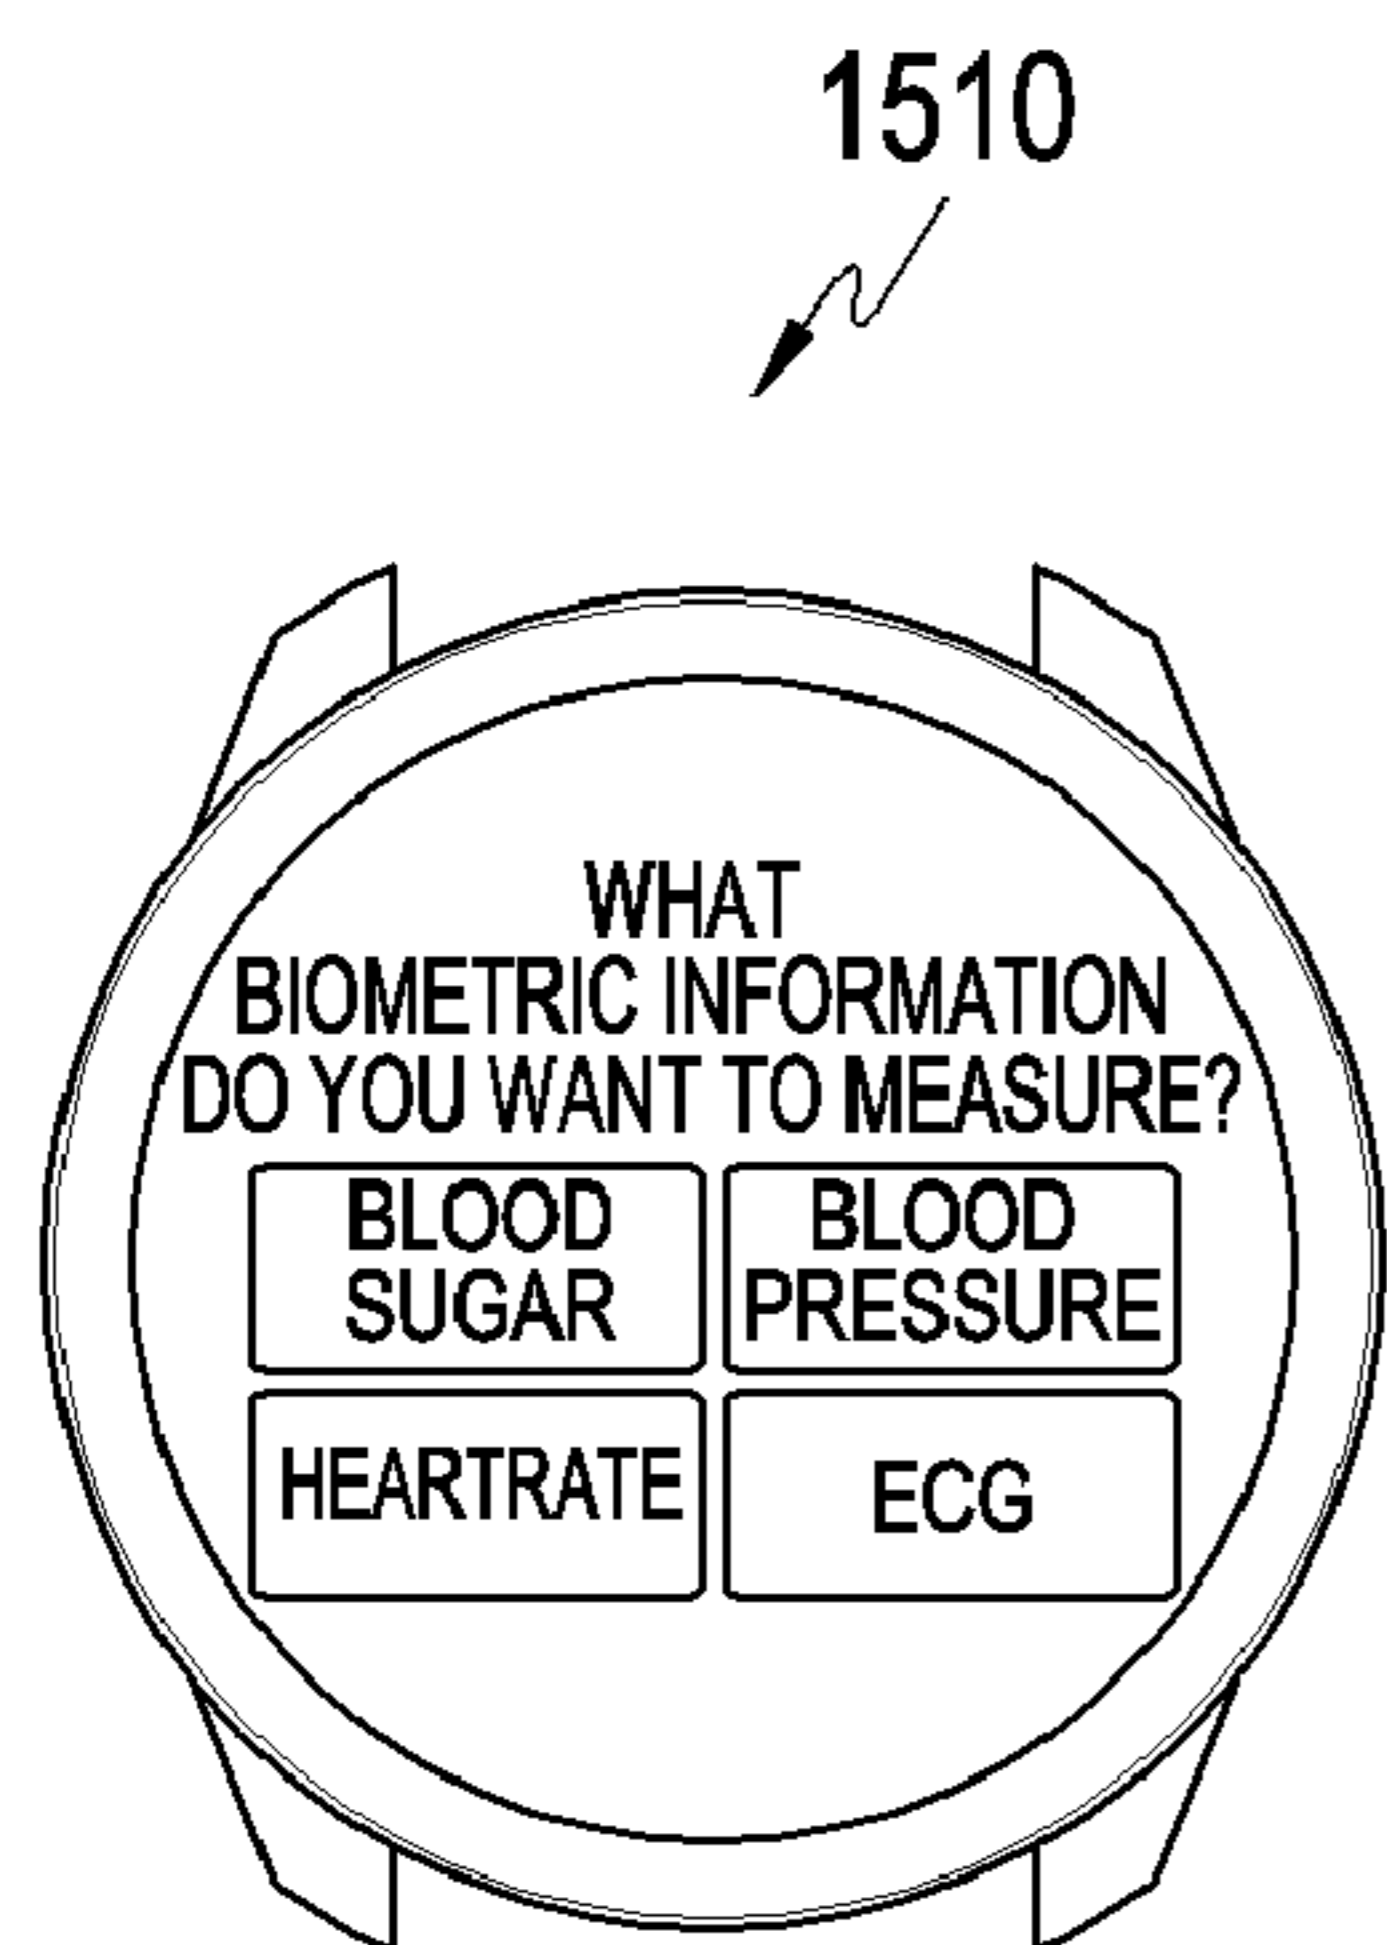 1510
WHAT
BIOMETRIC INFORMATION
DO YOU WANT TO MEASURE?
BLOOD
SUGAR
BLOOD
PRESSURE
HEARTRATE
ECG